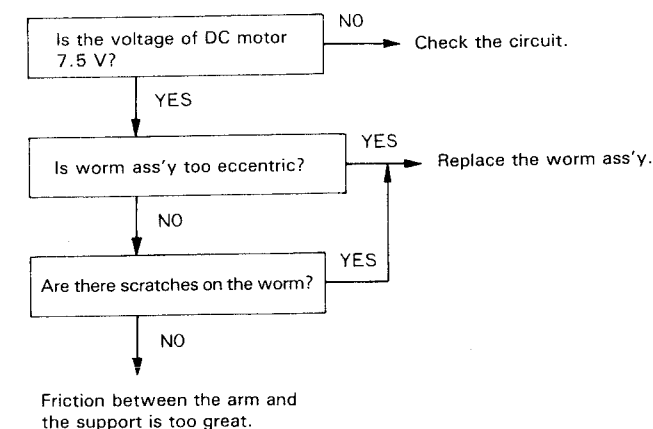 Is the voltage of DC motor
7.5 V?
NO
Check the circuit.
YES
Is worm ass'y too eccentric?
YES
Replace the worm ass'y.
NO
Are there scratches on the worm?
YES
NO
Friction between the arm and
the support is too great.